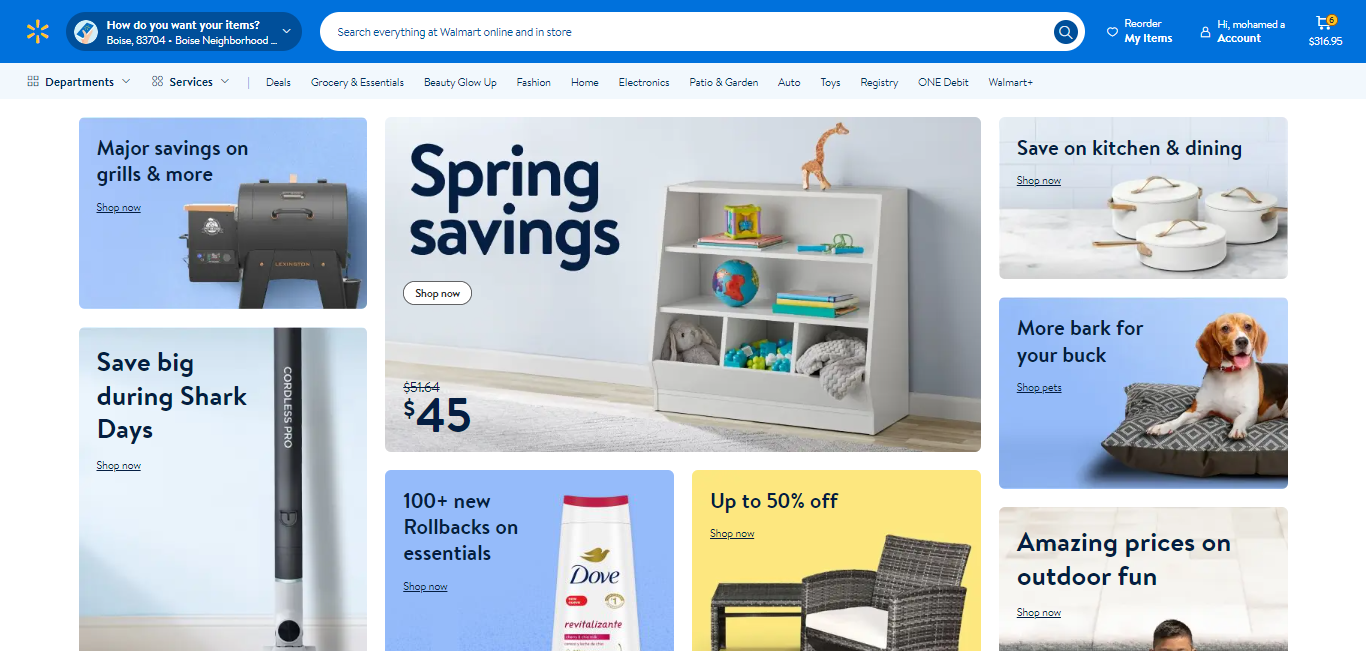 How do you want your items?
Boise, 83704 • Boise Neighborhood ...
Search everything at Walmart online and in store
Reorder
My Items
Hi, mohamed a
Account
6
$316.95
Departments
Services
Deals
Grocery & Essentials
Beauty Glow Up
Fashion
Home
Electronics
Patio & Garden
Auto
Toys
Registry
ONE Debit
Walmart+
Major savings on
grills & more
Shop now
LEXINGTON
Spring
savings
Shop now
$51.64
$45
Save on kitchen & dining
Shop now
Save big
during Shark
Days
Shop now
CORDLESS PRO
More bark for
your buck
Shop pets
100+ new
Rollbacks on
essentials
Shop now
Dove
revitalizante
Up to 50% off
Shop now
Amazing prices on
outdoor fun
Shop now